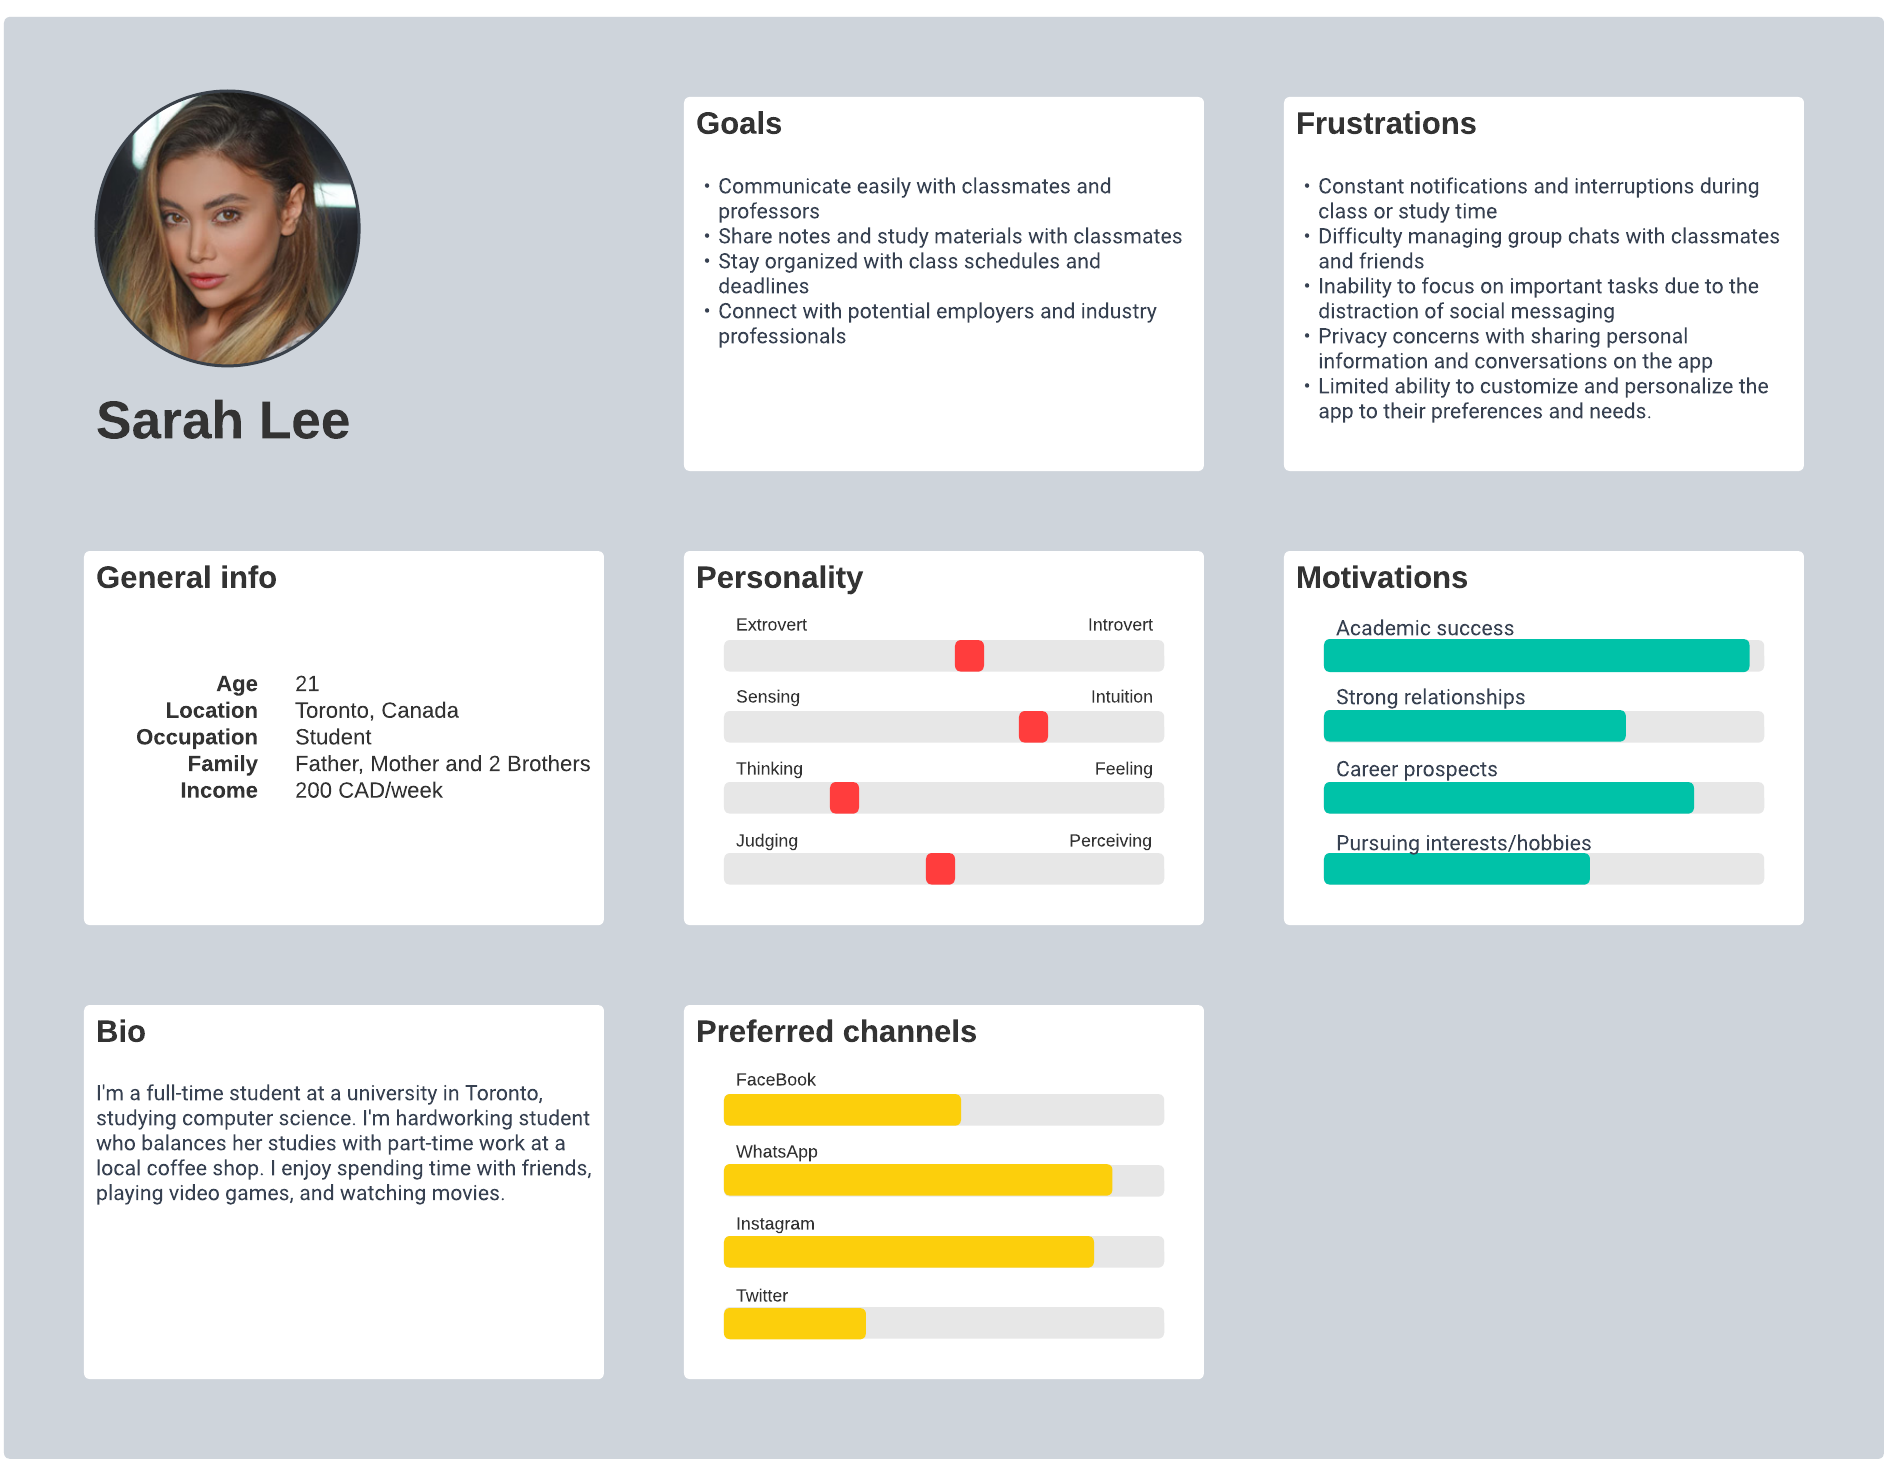 Sarah Lee
Goals
• Communicate easily with classmates and
professors
• Share notes and study materials with classmates
• Stay organized with class schedules and
deadlines
• Connect with potential employers and industry
professionals
Frustrations
• Constant notifications and interruptions during
class or study time
• Difficulty managing group chats with classmates
and friends
• Inability to focus on important tasks due to the
distraction of social messaging
• Privacy concerns with sharing personal
information and conversations on the app
• Limited ability to customize and personalize the
app to their preferences and needs.
General info
Age 21
Location Toronto, Canada
Occupation Student
Family Father, Mother and 2 Brothers
Income 200 CAD/week
Personality
Extrovert Introvert
Sensing Intuition
Thinking Feeling
Judging Perceiving
Motivations
Academic success
Strong relationships
Career prospects
Pursuing interests/hobbies
Bio
I'm a full-time student at a university in Toronto,
studying computer science. I'm hardworking student
who balances her studies with part-time work at a
local coffee shop. I enjoy spending time with friends,
playing video games, and watching movies.
Preferred channels
FaceBook
WhatsApp
Instagram
Twitter